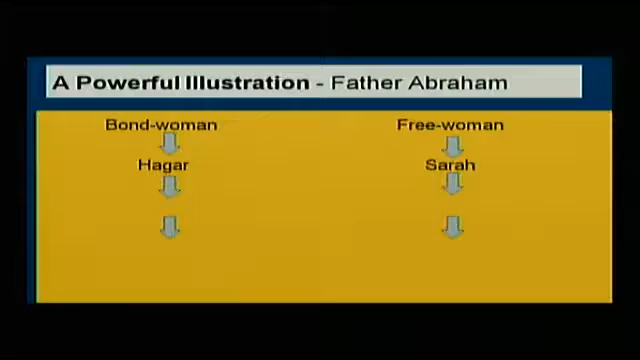 A Powerful Illustration - Father Abraham
Bond-woman Free-woman
Hagar Sarah